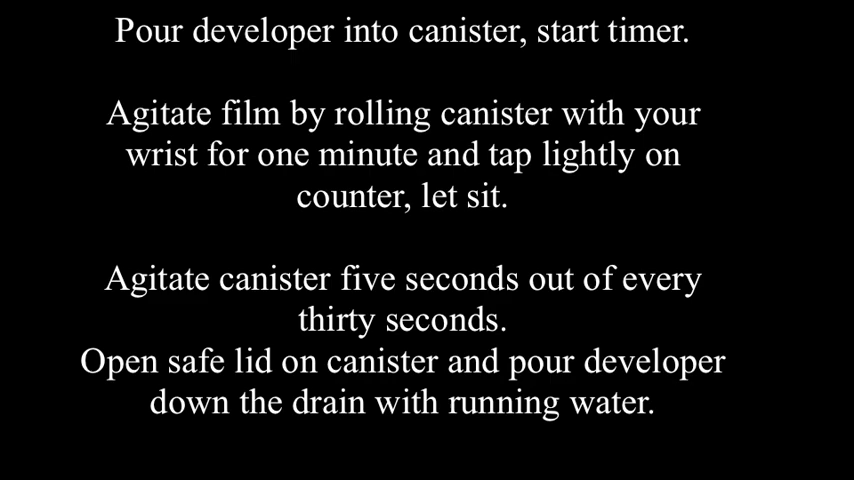 Pour developer into canister, start timer.
Agitate film by rolling canister with your
wrist for one minute and tap lightly on
counter, let sit.
Agitate canister five seconds out of every
thirty seconds.
Open safe lid on canister and pour developer
down the drain with running water.